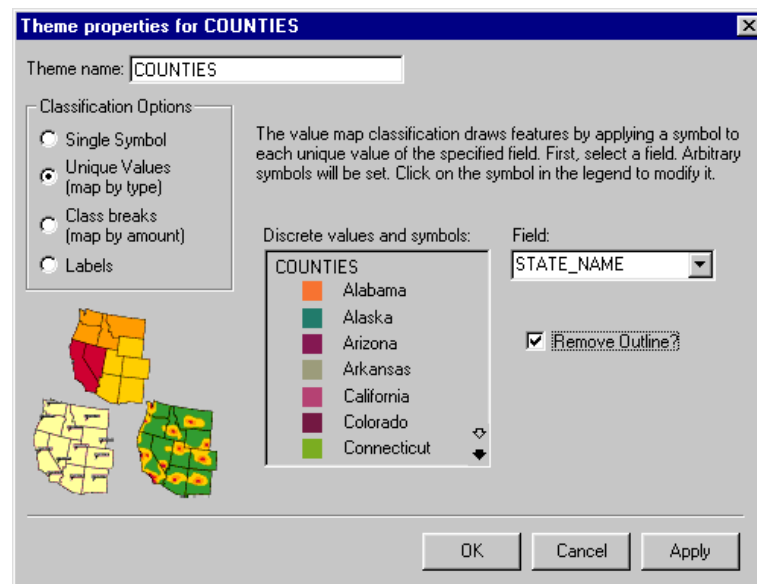 Theme properties for COUNTIES
Theme name: COUNTIES
Classification Options
Single Symbol
Unique Values
(map by type)
Class breaks
(map by amount)
Labels
The value map classification draws features by applying a symbol to
each unique value of the specified field. First, select a field. Arbitrary
symbols will be set. Click on the symbol in the legend to modify it.
Discrete values and symbols:
COUNTIES
Alabama
Alaska
Arizona
Arkansas
California
Colorado
Connecticut
Field:
STATE_NAME
Remove Outline?
OK
Cancel
Apply